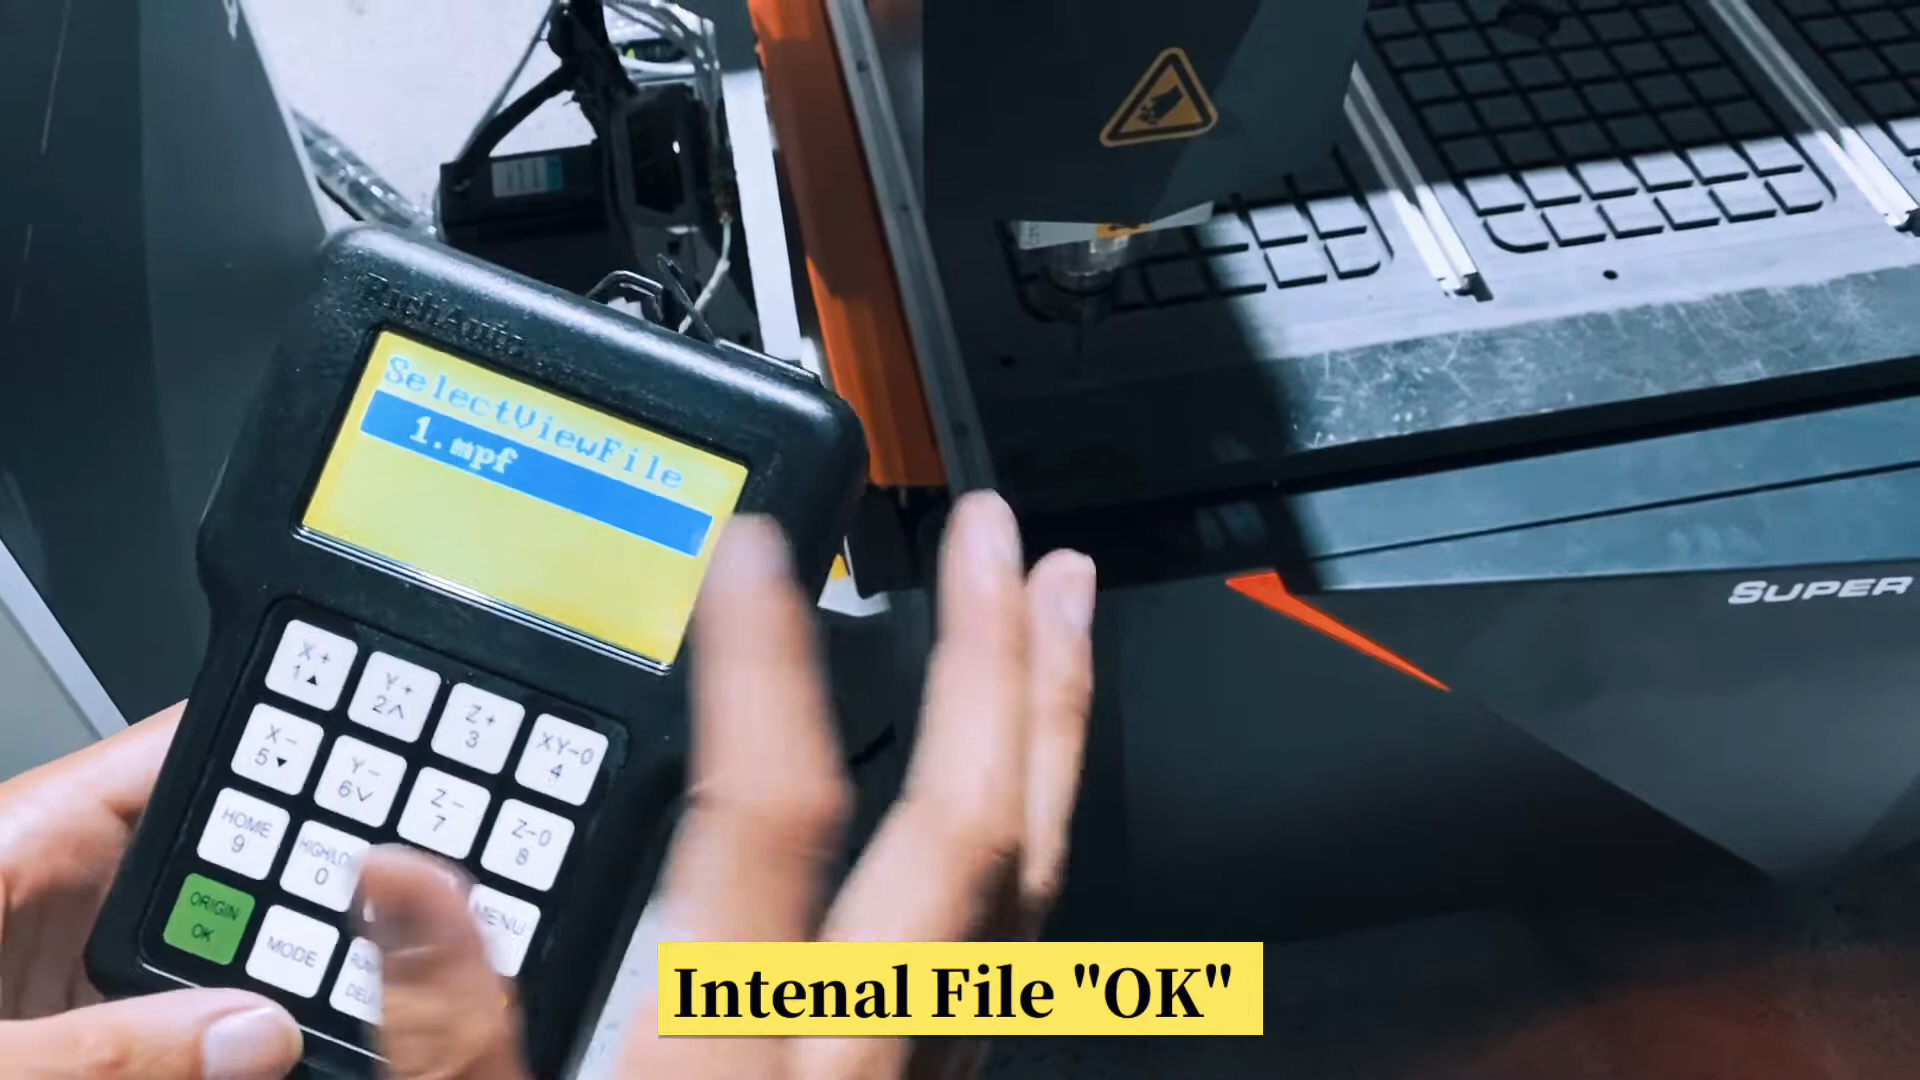 RichAuto
SelectViewFile
1.mpf
X+
1▲
Y+
2∧
Z+
3
XY-0
4
X-
5▼
Y-
6∨
Z-
7
Z-0
8
HOME
9
0
ORIGIN
OK
MODE
MENU
SUPER
Intenal File "OK"